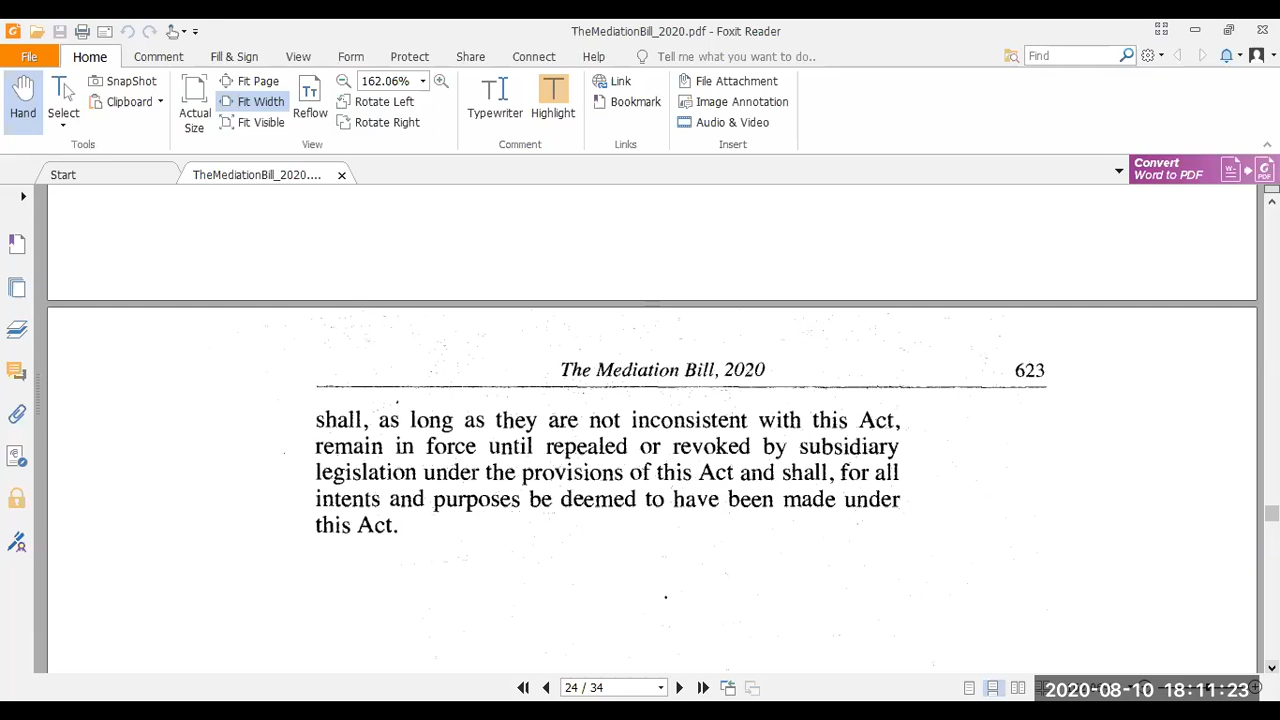 TheMediationBill_2020.pdf - Foxit Reader
File Home Comment Fill & Sign View Form Protect Share Connect Help Tell me what you want to do.. Find
Hand
Select
SnapShot
Clipboard
Tools
Actual Size
Fit Page
Fit Width
Fit Visible
Reflow
162.06%
Rotate Left
Rotate Right
View
Typewriter
Highlight
Comment
Link
Bookmark
Links
File Attachment
Image Annotation
Audio & Video
Insert
Start
TheMediationBill_2020....
Convert
Word to PDF
The Mediation Bill, 2020 623
shall, as long as they are not inconsistent with this Act,
remain in force until repealed or revoked by subsidiary
legislation under the provisions of this Act and shall, for all
intents and purposes be deemed to have been made under
this Act.
24 / 34
2020-08-10 18:11:23